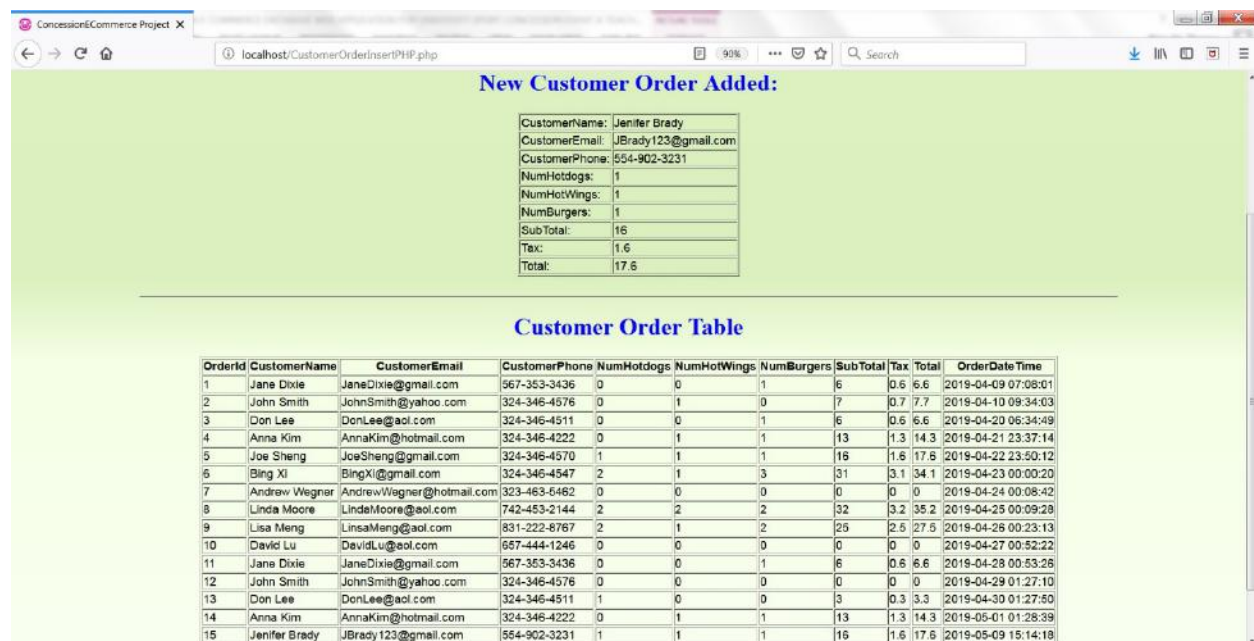 ConcessionECommerce Project X
localhost/CustomerOrderInsertPHP.php 90% Search
New Customer Order Added:
CustomerName: Jenifer Brady
CustomerEmail: JBrady123@gmail.com
CustomerPhone: 554-902-3231
NumHotdogs: 1
NumHotWings: 1
NumBurgers: 1
SubTotal: 16
Tax: 1.6
Total: 17.6
Customer Order Table
OrderId CustomerName CustomerEmail CustomerPhone NumHotdogs NumHotWings NumBurgers SubTotal Tax Total OrderDateTime
1 Jane Dixie JaneDixie@gmail.com 567-353-3436 0 0 1 6 0.6 6.6 2019-04-09 07:08:01
2 John Smith JohnSmith@yahoo.com 324-346-4576 0 1 0 7 0.7 7.7 2019-04-10 09:34:03
3 Don Lee DonLee@aol.com 324-346-4511 0 0 1 6 0.6 6.6 2019-04-20 06:34:49
4 Anna Kim AnnaKim@hotmail.com 324-346-4222 0 1 1 13 1.3 14.3 2019-04-21 23:37:14
5 Joe Sheng JoeSheng@gmail.com 324-346-4570 1 1 1 16 1.6 17.6 2019-04-22 23:50:12
6 Bing Xi BingXi@gmail.com 324-346-4547 2 1 3 31 3.1 34.1 2019-04-23 00:00:20
7 Andrew Wegner AndrewWegner@hotmail.com 323-463-5462 0 0 0 0 0 0 2019-04-24 00:08:42
8 Linda Moore LindaMoore@aol.com 742-453-2144 2 2 2 32 3.2 35.2 2019-04-25 00:09:28
9 Lisa Meng LinsaMeng@aol.com 831-222-8767 2 1 2 25 2.5 27.5 2019-04-26 00:23:13
10 David Lu DavidLu@aol.com 657-444-1246 0 0 0 0 0 0 2019-04-27 00:52:22
11 Jane Dixie JaneDixie@gmail.com 567-353-3436 0 0 1 6 0.6 6.6 2019-04-28 00:53:26
12 John Smith JohnSmith@yahoo.com 324-346-4576 0 0 0 0 0 0 2019-04-29 01:27:10
13 Don Lee DonLee@aol.com 324-346-4511 1 0 0 3 0.3 3.3 2019-04-30 01:27:50
14 Anna Kim AnnaKim@hotmail.com 324-346-4222 0 1 1 13 1.3 14.3 2019-05-01 01:28:39
15 Jenifer Brady JBrady123@gmail.com 554-902-3231 1 1 1 16 1.6 17.6 2019-05-09 15:14:18